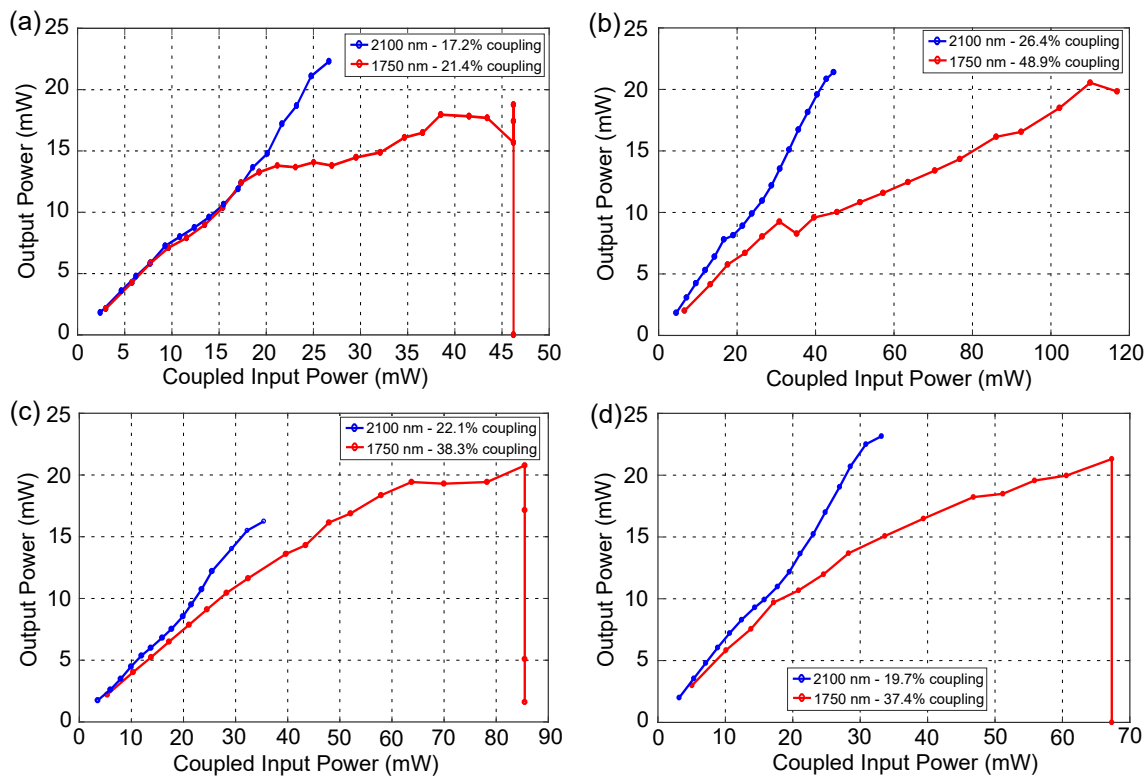 (a)
25
20
15
10
5
0
Output Power (mW)
2100 nm - 17.2% coupling
1750 nm - 21.4% coupling
0 5 10 15 20 25 30 35 40 45 50
Coupled Input Power (mW)
(b)
25
20
15
10
5
0
Output Power (mW)
2100 nm - 26.4% coupling
1750 nm - 48.9% coupling
0 20 40 60 80 100 120
Coupled Input Power (mW)
(c)
25
20
15
10
5
0
Output Power (mW)
2100 nm - 22.1% coupling
1750 nm - 38.3% coupling
0 10 20 30 40 50 60 70 80 90
Coupled Input Power (mW)
(d)
25
20
15
10
5
0
Output Power (mW)
2100 nm - 19.7% coupling
1750 nm - 37.4% coupling
0 10 20 30 40 50 60 70
Coupled Input Power (mW)